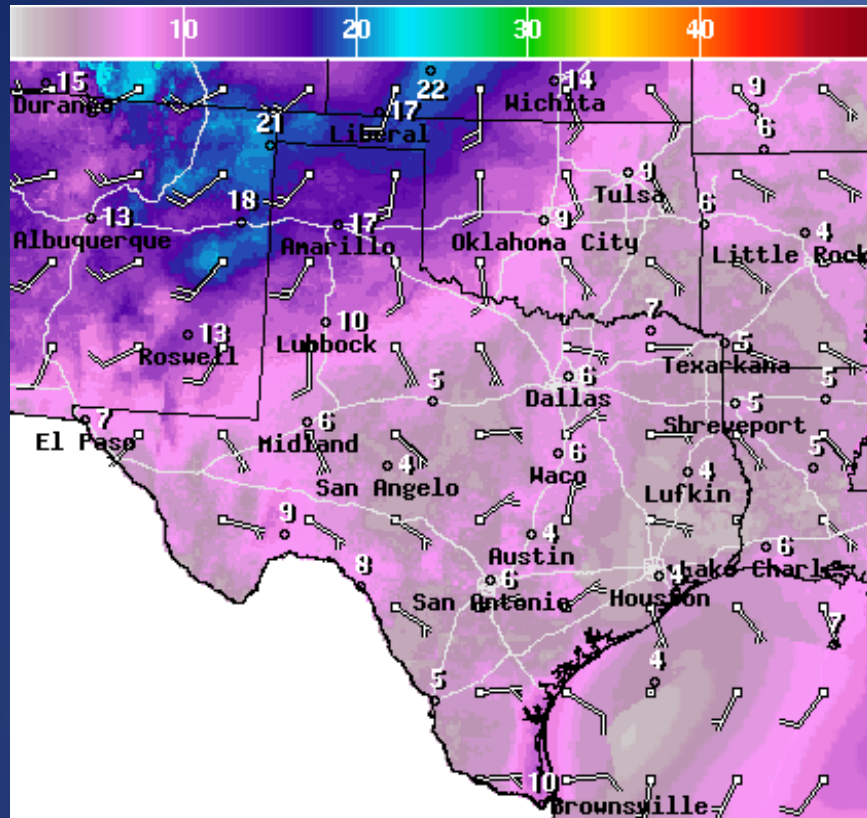 10 20 30 40
15 22 14 9
Durango 17 Wichita
Liberal
21 6
9
Tulsa
13 18 17 9 6 4
Albuquerque Amarillo Oklahoma City Little Rock
13 10 7
Roswell Lubbock 5
Texarkana
5 6 5 5
Dallas
7 6 Shreveport
El Paso Midland
4 6 4 5
San Angelo Waco Lufkin
9 4 6
Austin Lake Charles
8 6 4
San Antonio Houston
7
5 4
10
Brownsville